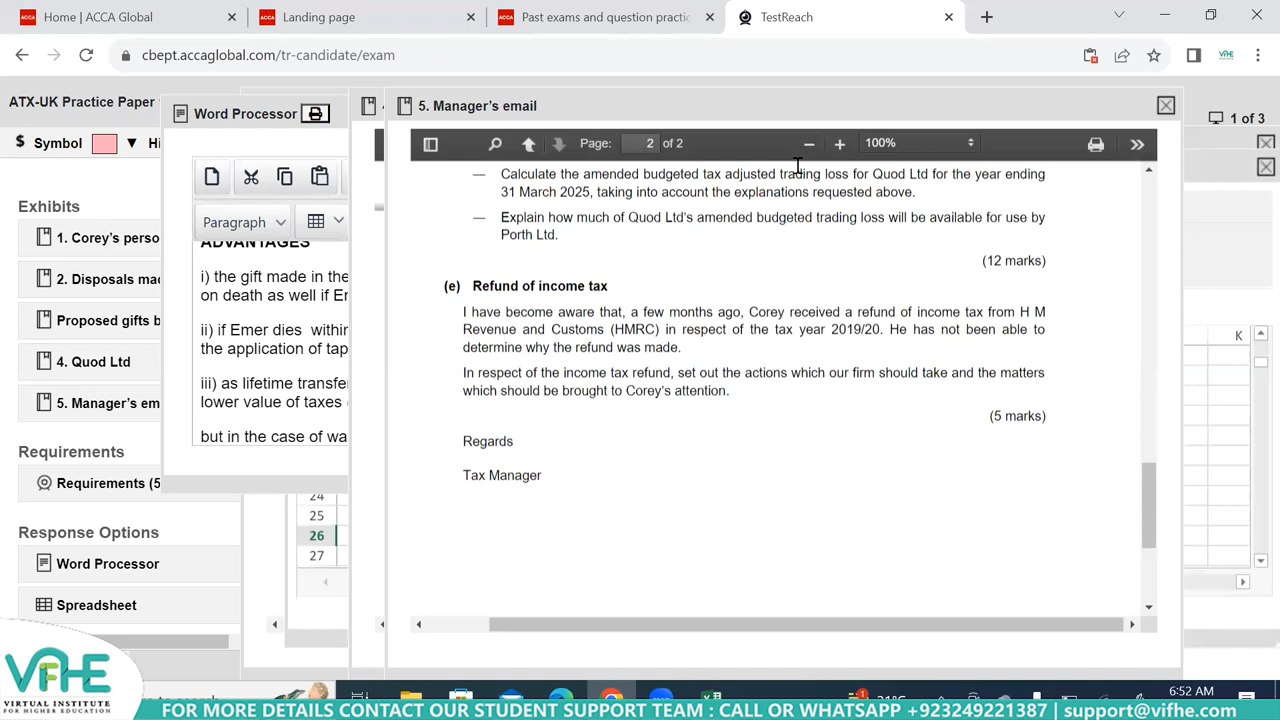 Home | ACCA Global
Landing page
Past exams and question practic
TestReach
cbept.accaglobal.com/tr-candidate/exam
ATX-UK Practice Paper
Word Processor
5. Manager's email
1 of 3
Symbol
Hi
Page: 2 of 2
100%
Exhibits
1. Corey's perso
2. Disposals mad
Proposed gifts b
4. Quod Ltd
5. Manager's em
Requirements
Requirements (5
Response Options
Word Processor
Spreadsheet
Paragraph
ADVANTAGES
i) the gift made in the
on death as well if Er
ii) if Emer dies withir
the application of tap
iii) as lifetime transfer
lower value of taxes
but in the case of wa
24
25
26
27
K
— Calculate the amended budgeted tax adjusted trading loss for Quod Ltd for the year ending
31 March 2025, taking into account the explanations requested above.
— Explain how much of Quod Ltd's amended budgeted trading loss will be available for use by
Porth Ltd.
(12 marks)
(e) Refund of income tax
I have become aware that, a few months ago, Corey received a refund of income tax from H M
Revenue and Customs (HMRC) in respect of the tax year 2019/20. He has not been able to
determine why the refund was made.
In respect of the income tax refund, set out the actions which our firm should take and the matters
which should be brought to Corey's attention.
(5 marks)
Regards
Tax Manager
6:52 AM
VFHE
VIRTUAL INSTITUTE
FOR HIGHER EDUCATION
FOR MORE DETAILS CONTACT OUR STUDENT SUPPORT TEAM : CALL OR WHATSAPP +923249221387 | support@vifhe.com